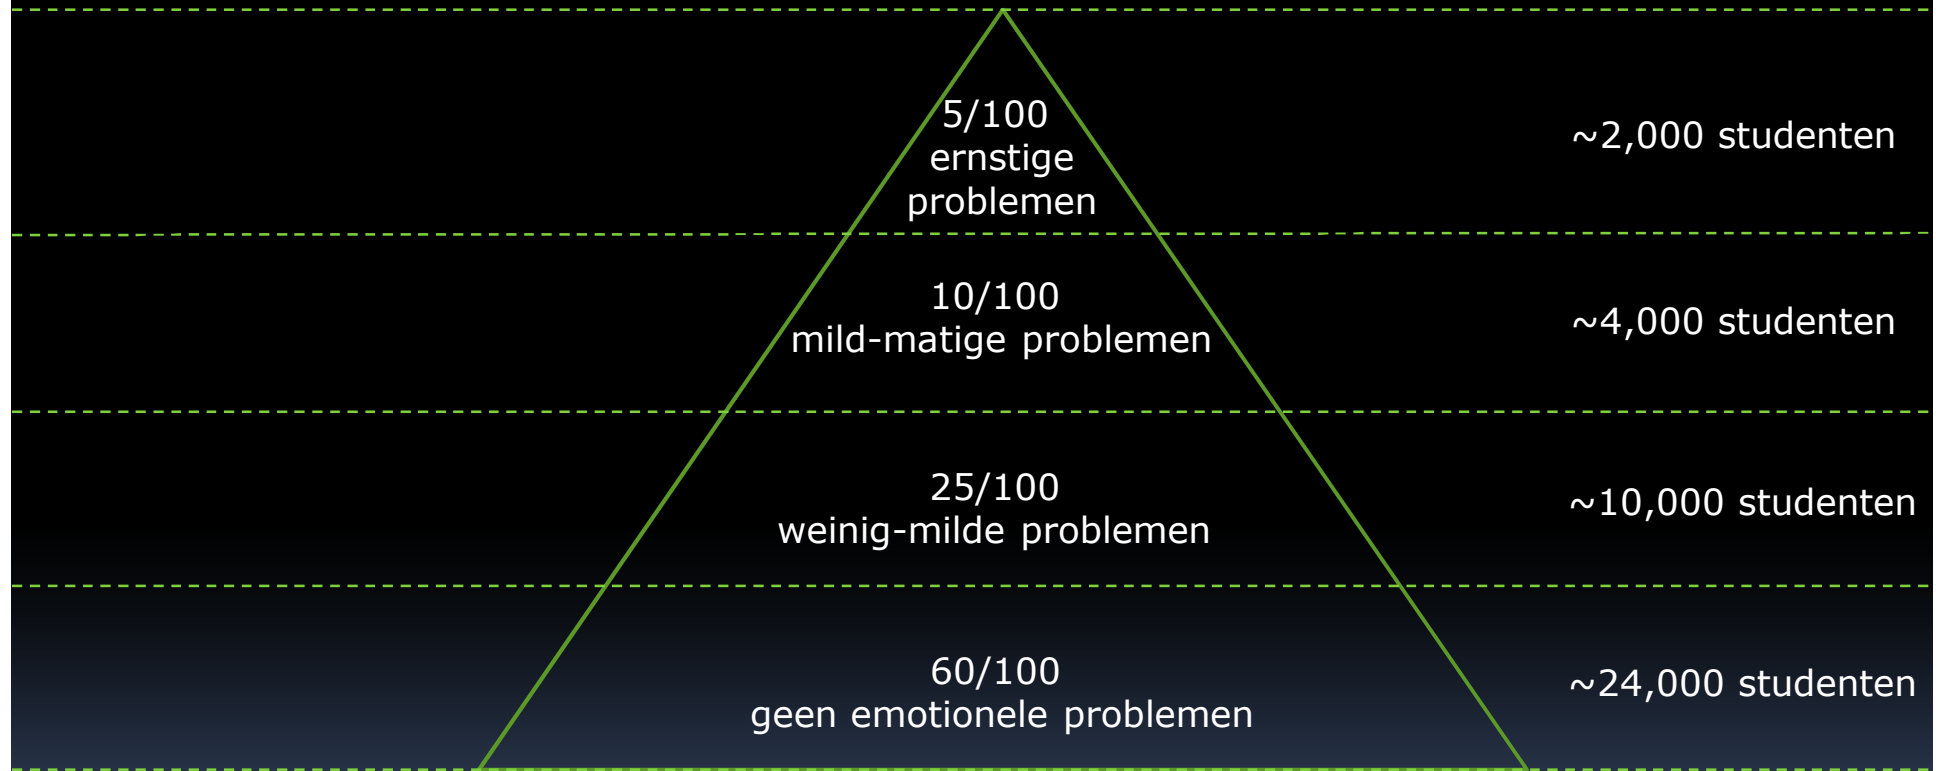 5/100
ernstige
problemen
~2,000 studenten
10/100
mild-matige problemen
~4,000 studenten
25/100
weinig-milde problemen
~10,000 studenten
60/100
geen emotionele problemen
~24,000 studenten